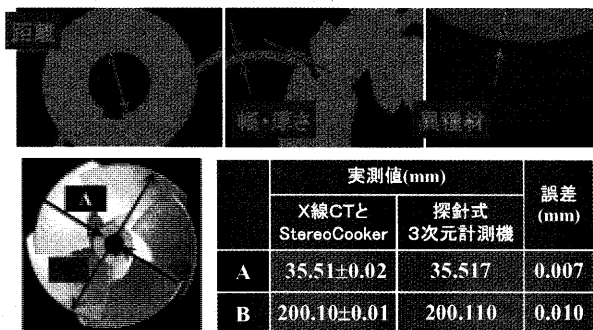 距離
幅・厚さ
異種材
A
実測値(mm)
誤差
(mm)
X線CTと
StereoCooker
探針式
3次元計測機
A 35.51±0.02 35.517 0.007
B 200.10±0.01 200.110 0.010